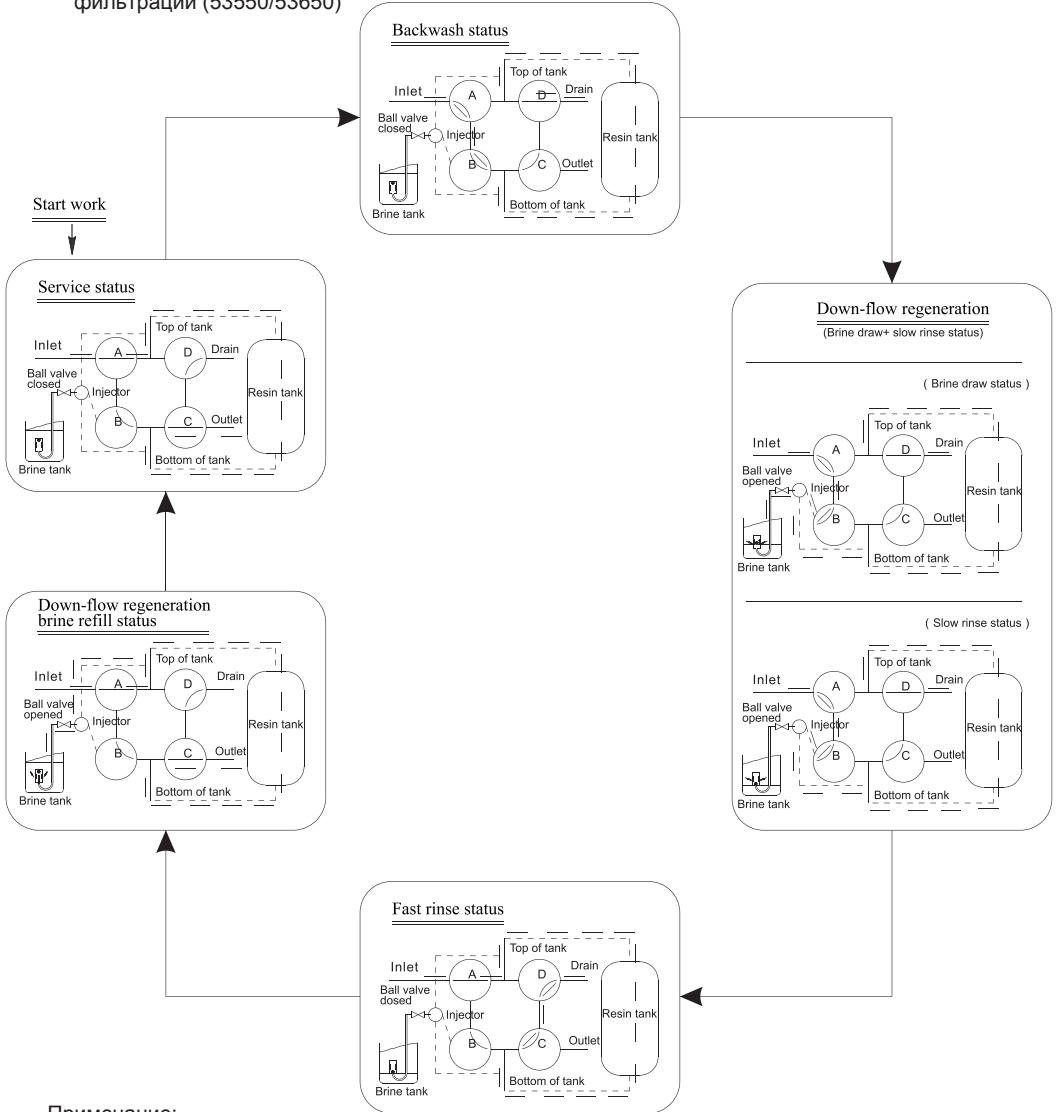 фильтрации (53550/53650)
Backwash status
Top of tank
Inlet
A
D
Drain
Ball valve
closed
Injector
Resin tank
B
C
Outlet
Brine tank
Bottom of tank
Start work
Service status
Top of tank
Inlet
A
D
Drain
Ball valve
closed
Injector
Resin tank
B
C
Outlet
Brine tank
Bottom of tank
Down-flow regeneration
(Brine draw+ slow rinse status)
( Brine draw status )
Top of tank
Inlet
A
D
Drain
Ball valve
opened
Injector
Resin tank
B
C
Outlet
Brine tank
Bottom of tank
( Slow rinse status )
Top of tank
Inlet
A
D
Drain
Ball valve
opened
Injector
Resin tank
B
C
Outlet
Brine tank
Bottom of tank
Down-flow regeneration
brine refill status
Top of tank
Inlet
A
D
Drain
Ball valve
opened
Injector
Resin tank
B
C
Outlet
Brine tank
Bottom of tank
Fast rinse status
Top of tank
Inlet
A
D
Drain
Ball valve
dosed
Injector
Resin tank
B
C
Outlet
Brine tank
Bottom of tank
Примечание: